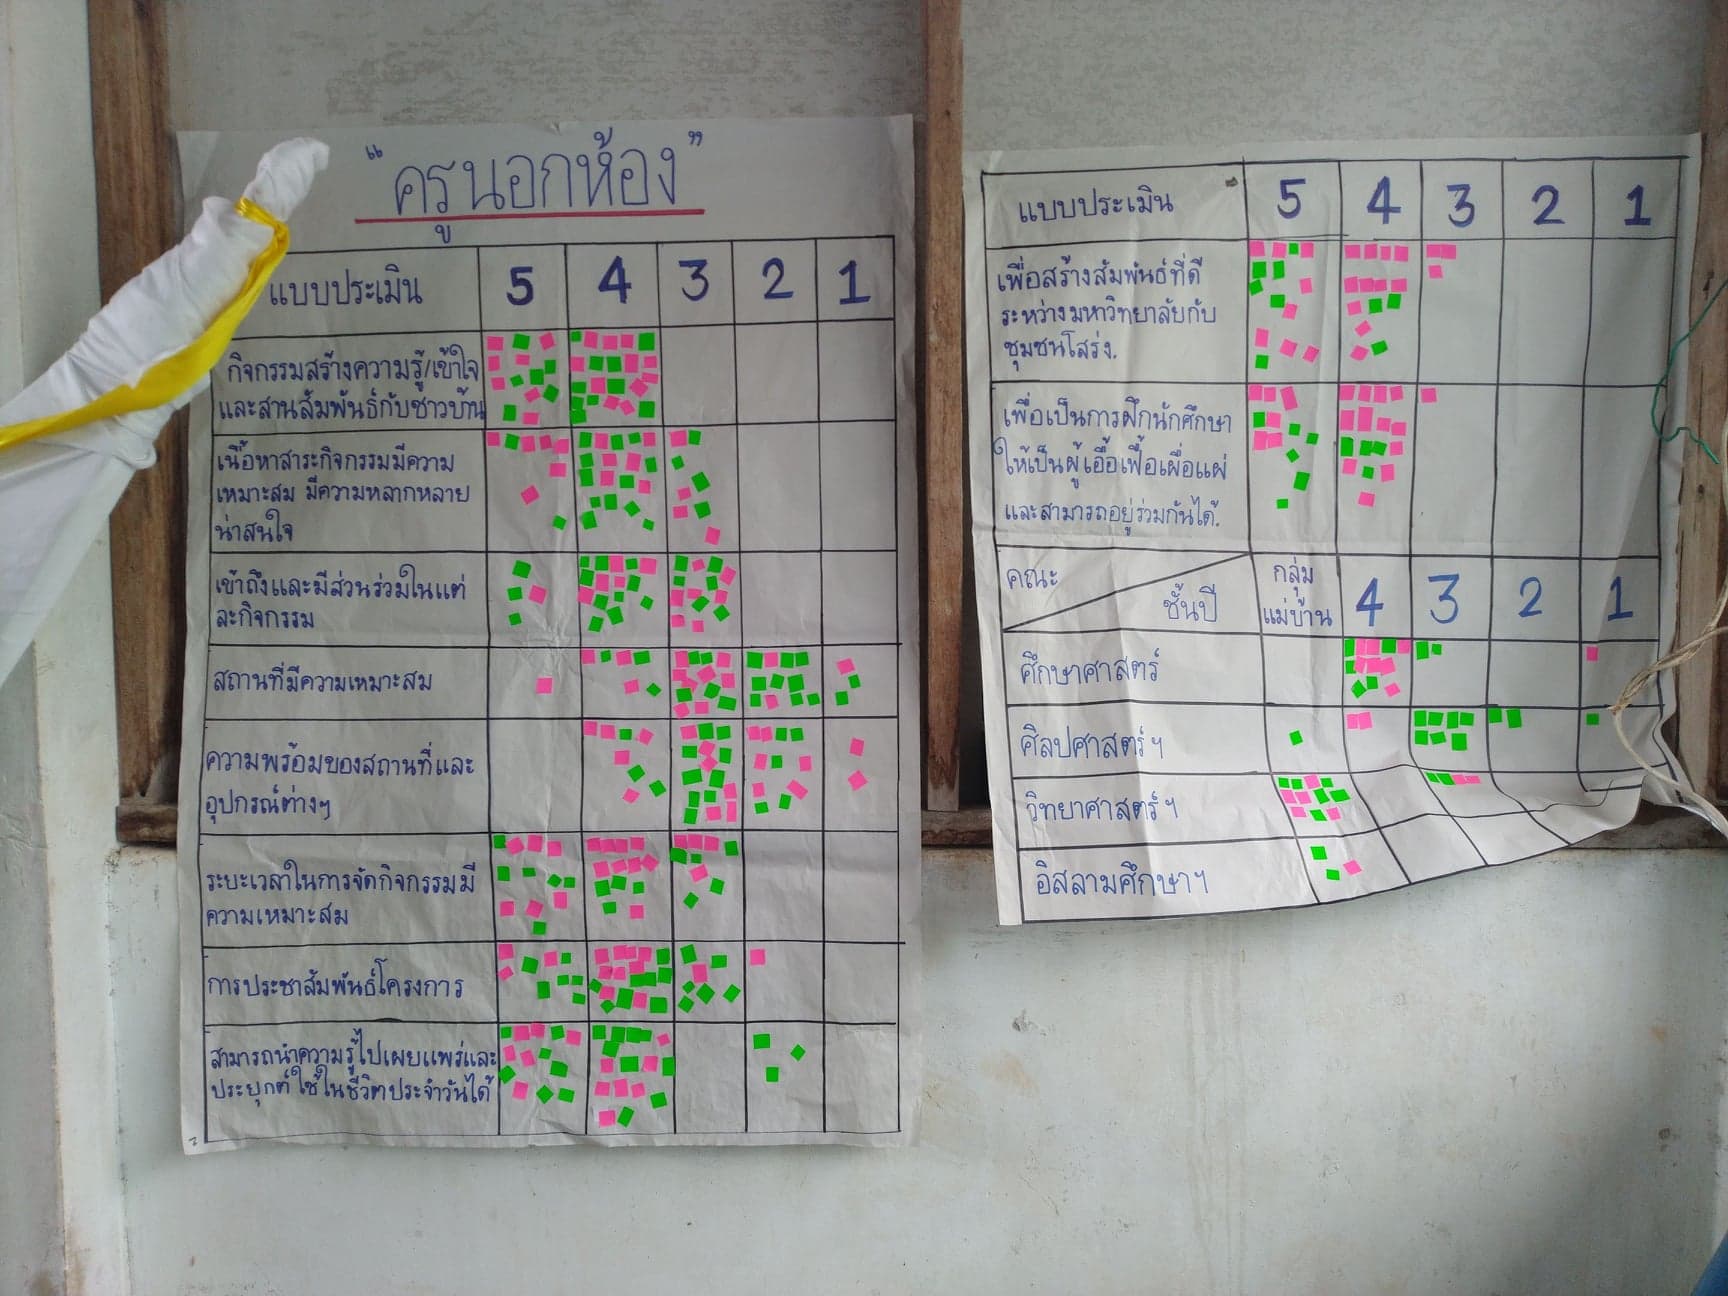 "ครูนอกห้อง"
แบบประเมิน 5 4 3 2 1
กิจกรรมสร้างความรู้/เข้าใจ
และสานสัมพันธ์กับชาวบ้าน
เนื้อหาสาระกิจกรรมมีความ
เหมาะสม มีความหลากหลาย
น่าสนใจ
เข้าถึงและมีส่วนร่วมในแต่
ละกิจกรรม
สถานที่มีความเหมาะสม
ความพร้อมของสถานที่และ
อุปกรณ์ต่างๆ
ระยะเวลาในการจัดกิจกรรมมี
ความเหมาะสม
การประชาสัมพันธ์โครงการ
สามารถนำความรู้ไปเผยแพร่และ
ประยุกต์ใช้ในชีวิตประจำวันได้
แบบประเมิน 5 4 3 2 1
เพื่อสร้างสัมพันธ์ที่ดี
ระหว่างมหาวิทยาลัยกับ
ชุมชนโสร่ง.
เพื่อเป็นการฝึกนักศึกษา
ให้เป็นผู้เอื้อเฟื้อเผื่อแผ่
และสามารถอยู่ร่วมกันได้.
คณะ ชั้นปี กลุ่ม
แม่บ้าน 4 3 2 1
ศึกษาศาสตร์
ศิลปศาสตร์ฯ
วิทยาศาสตร์ฯ
อิสลามศึกษาฯ